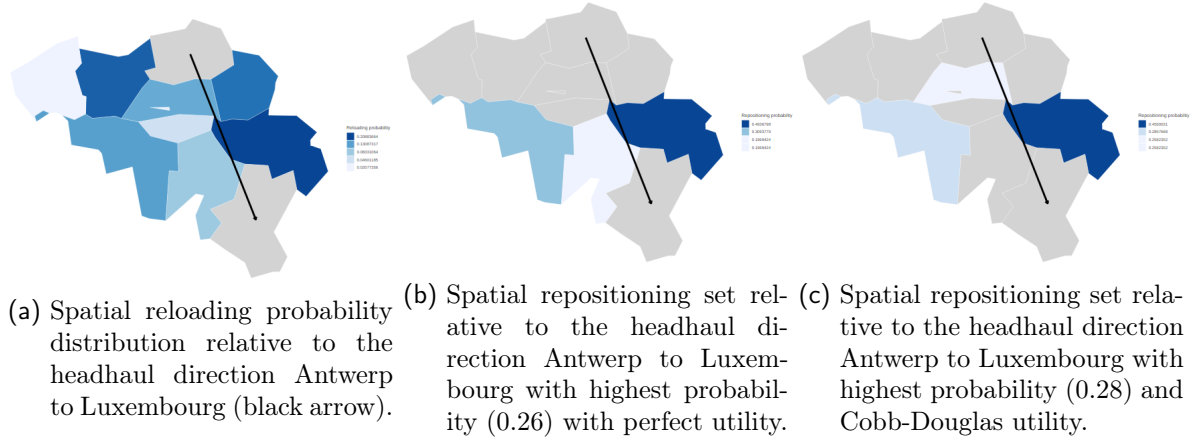 Reloading probability
Repositioning probability
Repositioning probability
(a) Spatial reloading probability
distribution relative to the
headhaul direction Antwerp
to Luxembourg (black arrow).
(b) Spatial repositioning set rel-
ative to the headhaul di-
rection Antwerp to Luxem-
bourg with highest probabil-
ity (0.26) with perfect utility.
(c) Spatial repositioning set rela-
tive to the headhaul direction
Antwerp to Luxembourg with
highest probability (0.28) and
Cobb-Douglas utility.